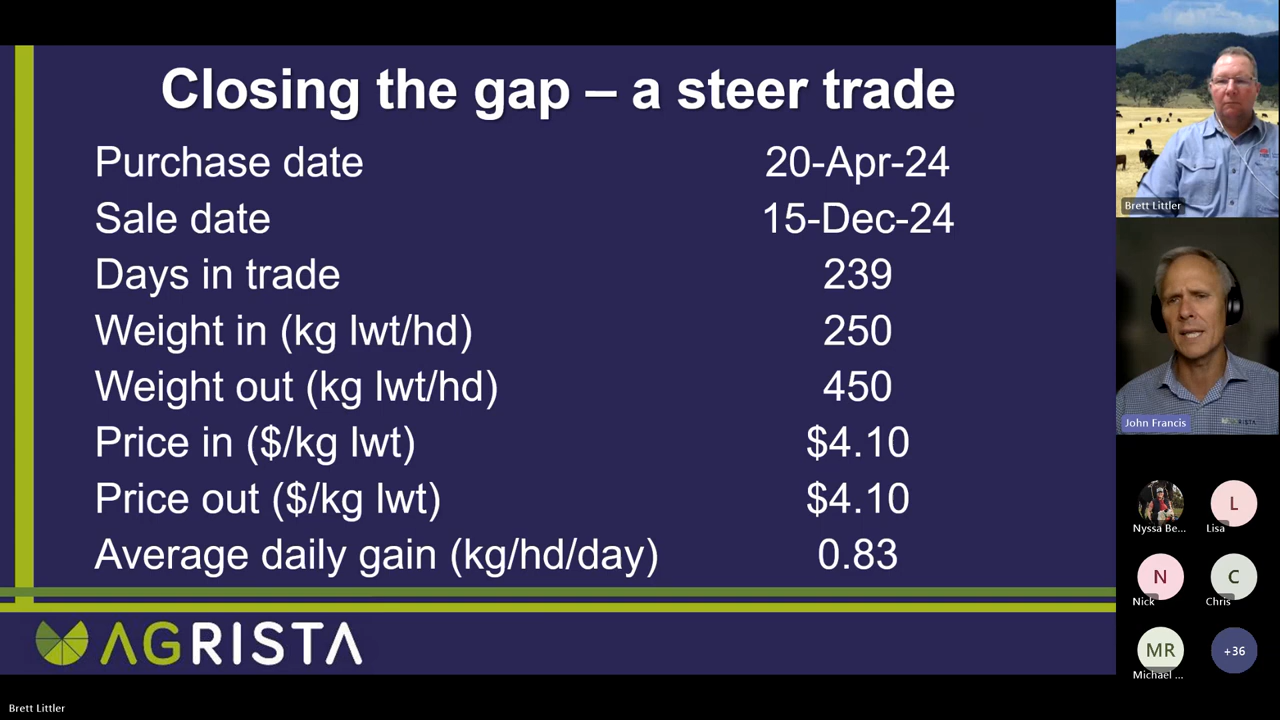 Closing the gap – a steer trade
Purchase date 20-Apr-24
Sale date 15-Dec-24
Days in trade 239
Weight in (kg lwt/hd) 250
Weight out (kg lwt/hd) 450
Price in ($/kg lwt) $4.10
Price out ($/kg lwt) $4.10
Average daily gain (kg/hd/day) 0.83
AGRISTA
Brett Littler
Brett Littler
John Francis
Nyssa Be...
L
Lisa
N
Nick
C
Chris
MR
Michael ...
+36